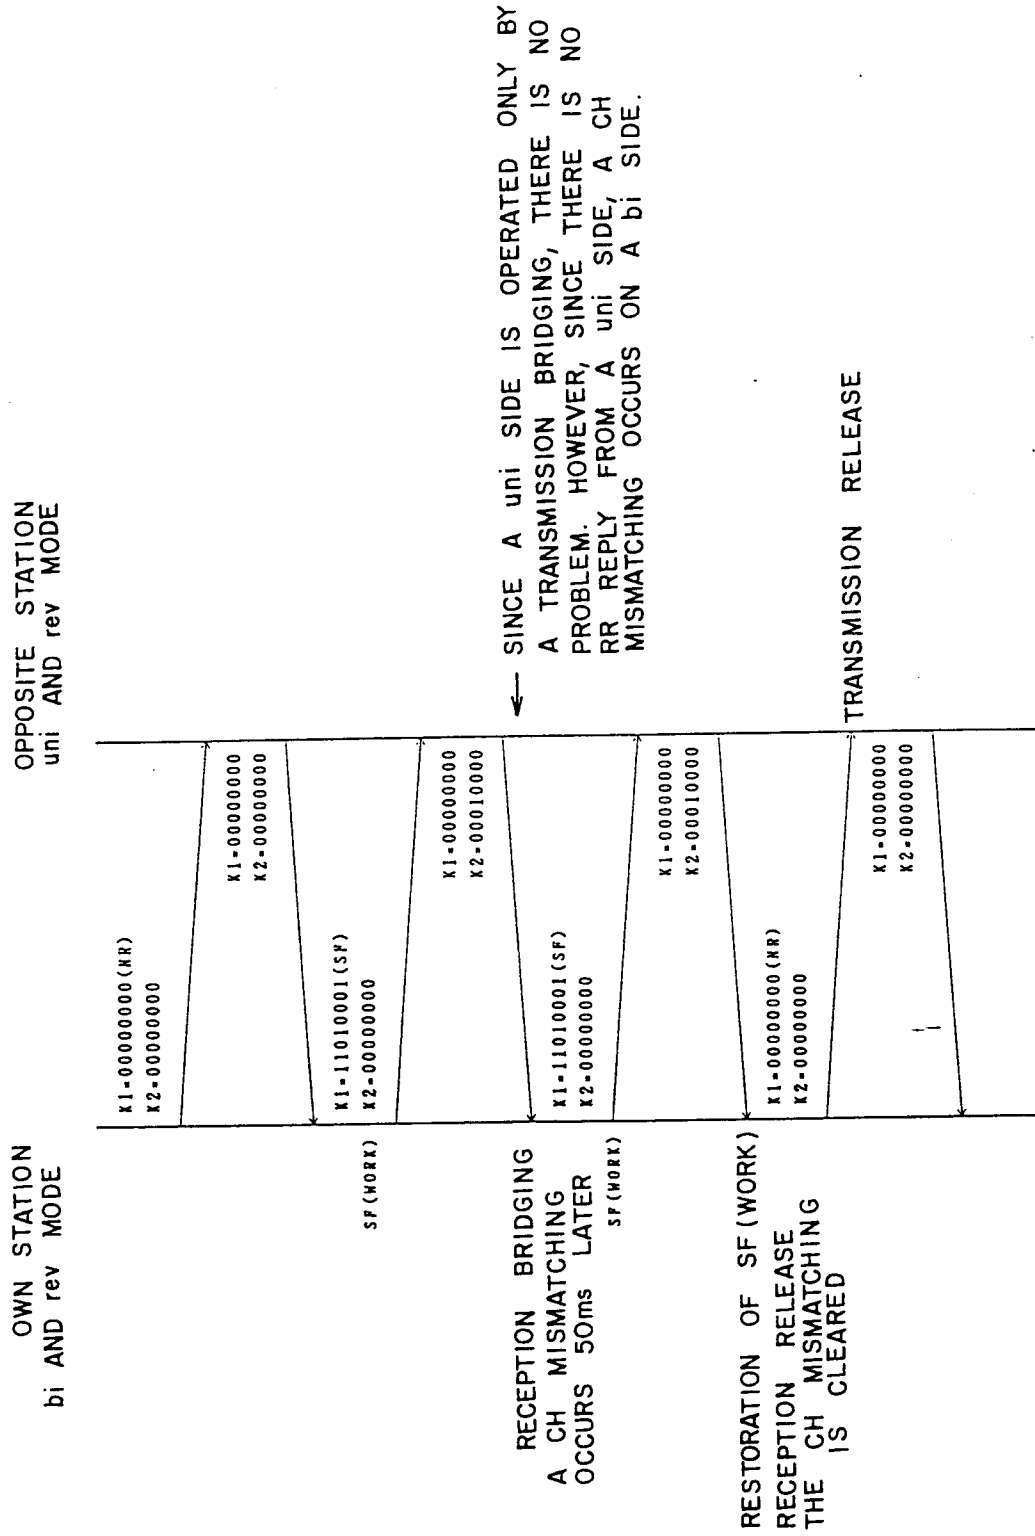 OWN STATION
bi AND rev MODE
OPPOSITE STATION
uni AND rev MODE
K1=00000000(NR)
K2=00000000
K1=00000000
K2=00000000
K1=11010001(SF)
K2=00000000
SF(WORK)
K1=00000000
K2=00010000
← SINCE A uni SIDE IS OPERATED ONLY BY
A TRANSMISSION BRIDGING, THERE IS NO
PROBLEM. HOWEVER, SINCE THERE IS NO
RR REPLY FROM A uni SIDE, A CH
MISMATCHING OCCURS ON A bi SIDE.
RECEPTION BRIDGING
A CH MISMATCHING
OCCURS 50ms LATER
K1=11010001(SF)
K2=00000000
SF(WORK)
K1=00000000
K2=00010000
RESTORATION OF SF(WORK)
RECEPTION RELEASE
THE CH MISMATCHING
IS CLEARED
K1=00000000(NR)
K2=00000000
TRANSMISSION RELEASE
K1=00000000
K2=00000000